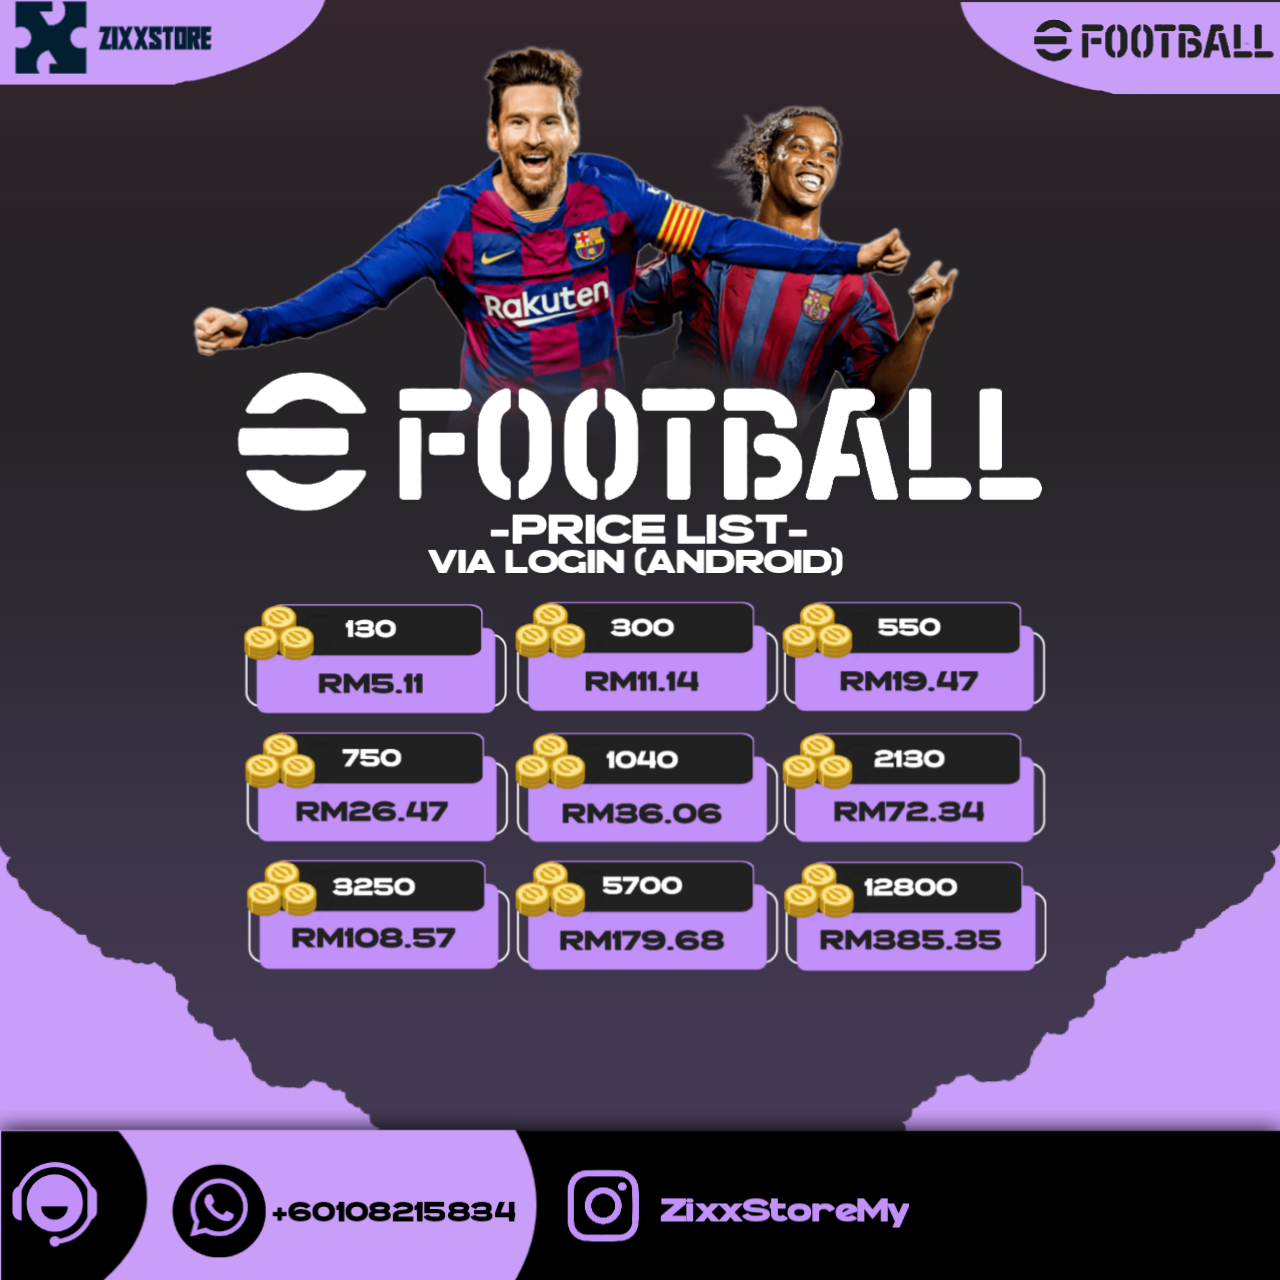 ZIXXSTORE
FOOTBALL
Rakuten
FOOTBALL
-PRICE LIST-
VIA LOGIN (ANDROID)
130
RM5.11
300
RM11.14
550
RM19.47
750
RM26.47
1040
RM36.06
2130
RM72.34
3250
RM108.57
5700
RM179.68
12800
RM385.35
+60108215834
ZixxStoreMy